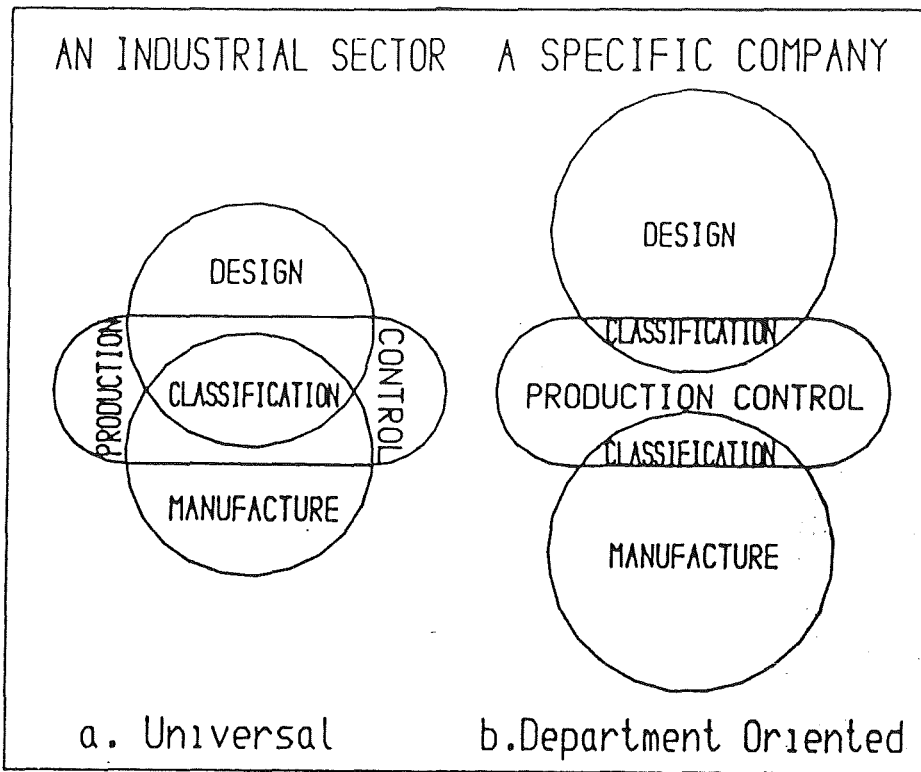 AN INDUSTRIAL SECTOR
DESIGN
PRODUCTION
CLASSIFICATION
CONTROL
MANUFACTURE
a. Universal
A SPECIFIC COMPANY
DESIGN
CLASSIFICATION
PRODUCTION CONTROL
CLASSIFICATION
MANUFACTURE
b.Department Oriented